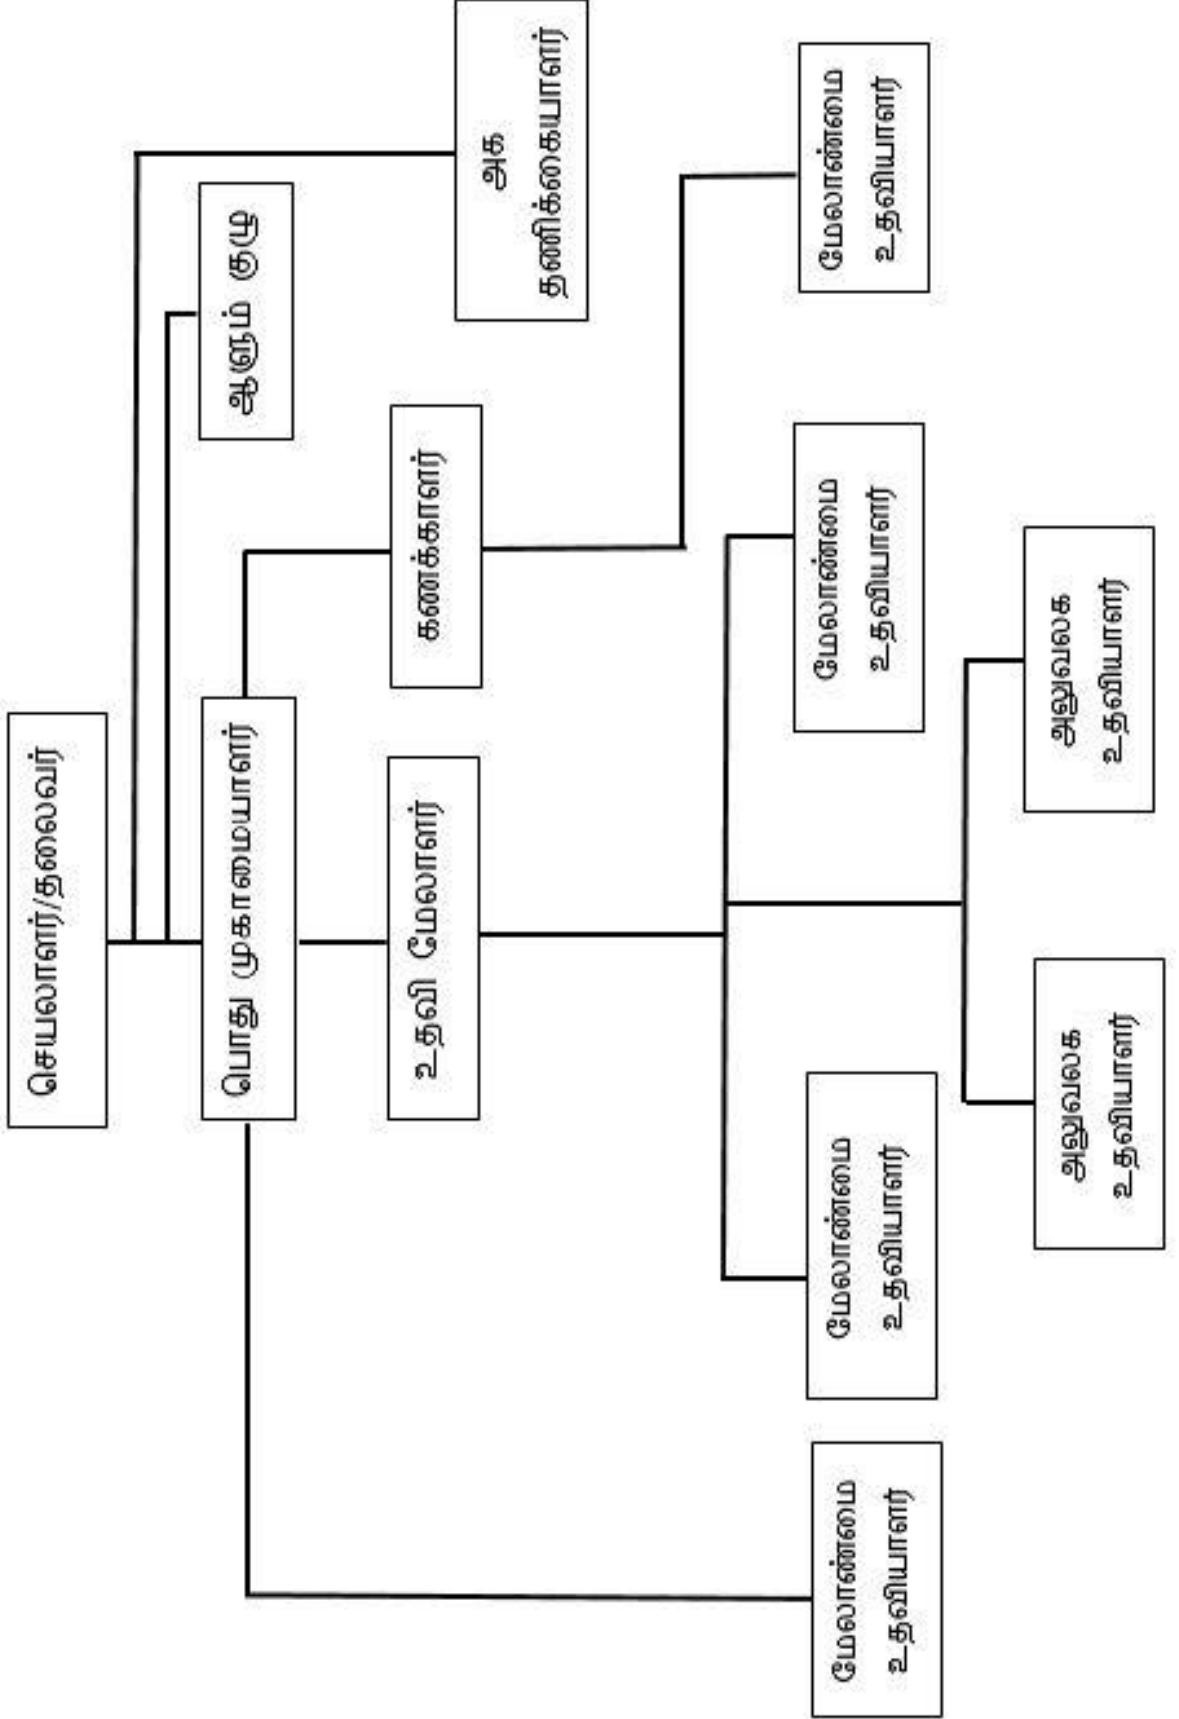 செயலாளர்/தலைவர்
பொது முகாமையாளர்
ஆளும் குழு
உதவி மேலாளர்
கணக்காளர்
அக
தணிக்கையாளர்
மேலாண்மை
உதவியாளர்
மேலாண்மை
உதவியாளர்
மேலாண்மை
உதவியாளர்
மேலாண்மை
உதவியாளர்
அலுவலக
உதவியாளர்
அலுவலக
உதவியாளர்